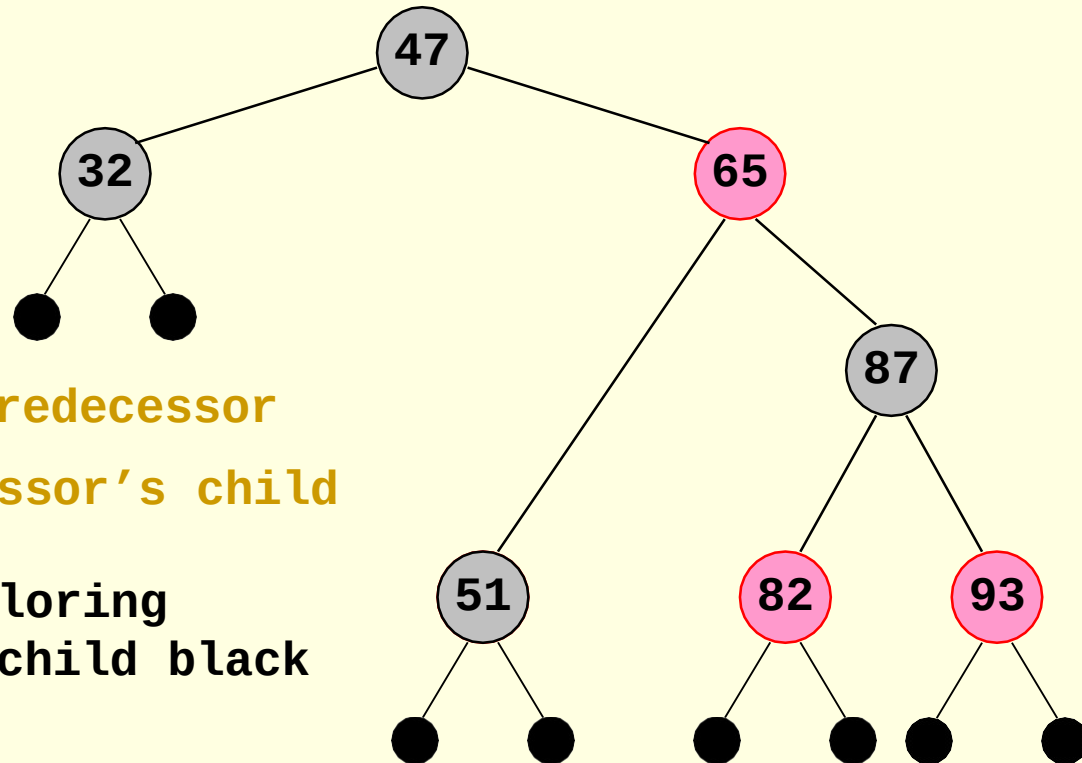 47
32
65
87
redecessor
ssor’s child
51
82
93
loring
child black